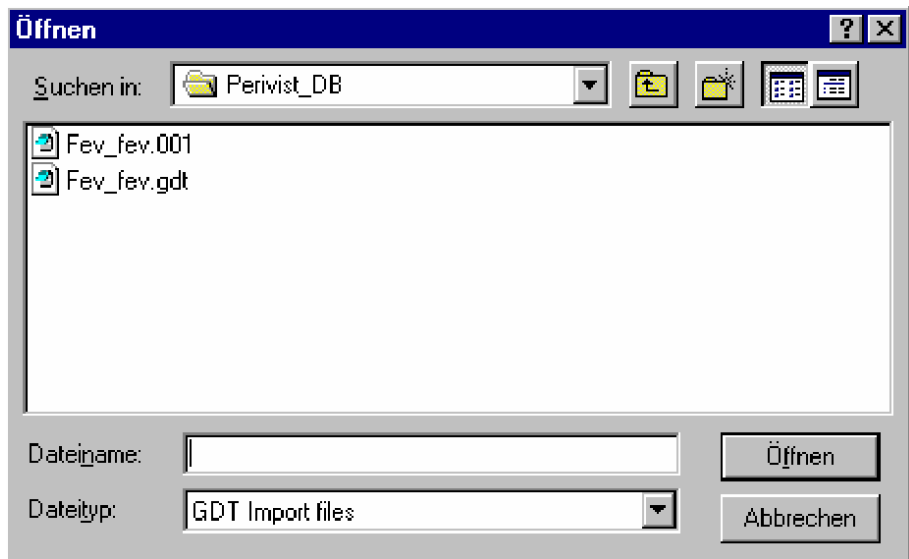 Öffnen
Suchen in: Perivist_DB
Fev_fev.001
Fev_fev.gdt
Dateiname: Öffnen
Dateityp: GDT Import files Abbrechen